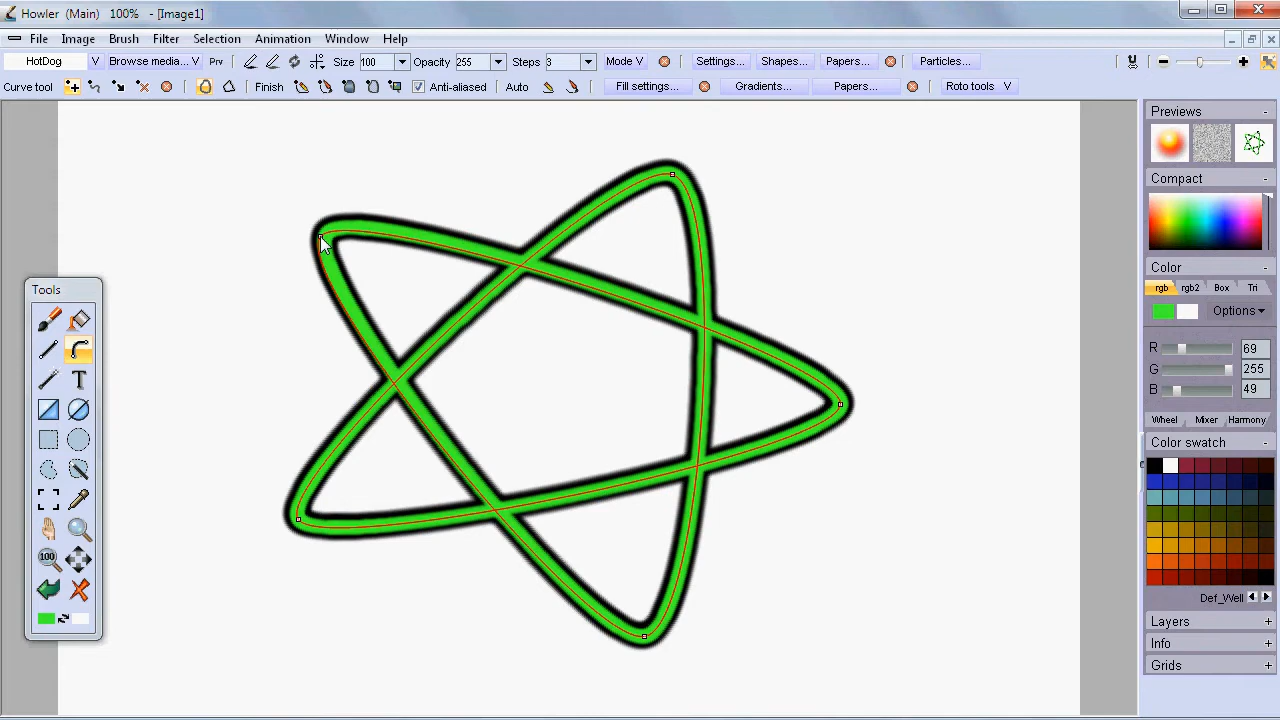 Howler (Main) 100% - [Image1]
File Image Brush Filter Selection Animation Window Help
HotDog V Browse media... V Prv Size 100 Opacity 255 Steps 3 Mode V Settings... Shapes... Papers... Particles...
Curve tool Finish Anti-aliased Auto Fill settings... Gradients... Papers... Roto tools V
Previews -
Compact -
Color -
rgb rgb2 Box Tri
Options
R 69
G 255
B 49
Wheel Mixer Harmony
Color swatch -
Def_Well
Layers +
Info +
Grids +
Tools
T
100